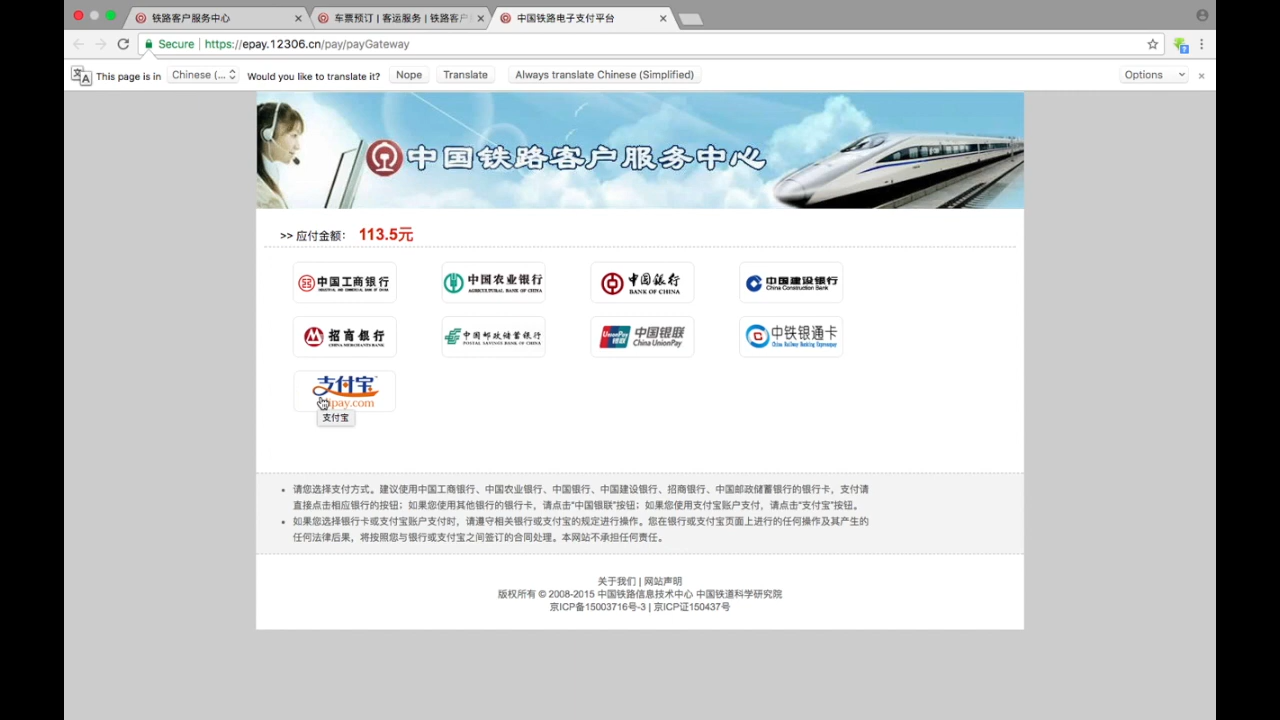 铁路客户服务中心
车票预订 | 客运服务 | 铁路客户
中国铁路电子支付平台
Secure https://epay.12306.cn/pay/payGateway
This page is in Chinese (... Would you like to translate it? Nope Translate Always translate Chinese (Simplified) Options
中国铁路客户服务中心
>> 应付金额： 113.5元
中国工商银行 中国农业银行 中国银行 中国建设银行
INDUSTRIAL AND COMMERCIAL BANK OF CHINA AGRICULTURAL BANK OF CHINA BANK OF CHINA China Construction Bank
招商银行 中国邮政储蓄银行 UnionPay 银联 中国银联 中铁银通卡
CHINA MERCHANTS BANK POSTAL SAVINGS BANK OF CHINA China UnionPay China Railway Banking Expresspay
支付宝
pay.com
支付宝
• 请您选择支付方式。建议使用中国工商银行、中国农业银行、中国银行、中国建设银行、招商银行、中国邮政储蓄银行的银行卡，支付请
直接点击相应银行的按钮；如果您使用其他银行的银行卡，请点击“中国银联”按钮；如果您使用支付宝账户支付，请点击“支付宝”按钮。
• 如果您选择银行卡或支付宝账户支付时，请遵守相关银行或支付宝的规定进行操作。您在银行或支付宝页面上进行的任何操作及其产生的
任何法律后果，将按照您与银行或支付宝之间签订的合同处理。本网站不承担任何责任。
关于我们 | 网站声明
版权所有 © 2008-2015 中国铁路信息技术中心 中国铁道科学研究院
京ICP备15003716号-3 | 京ICP证150437号